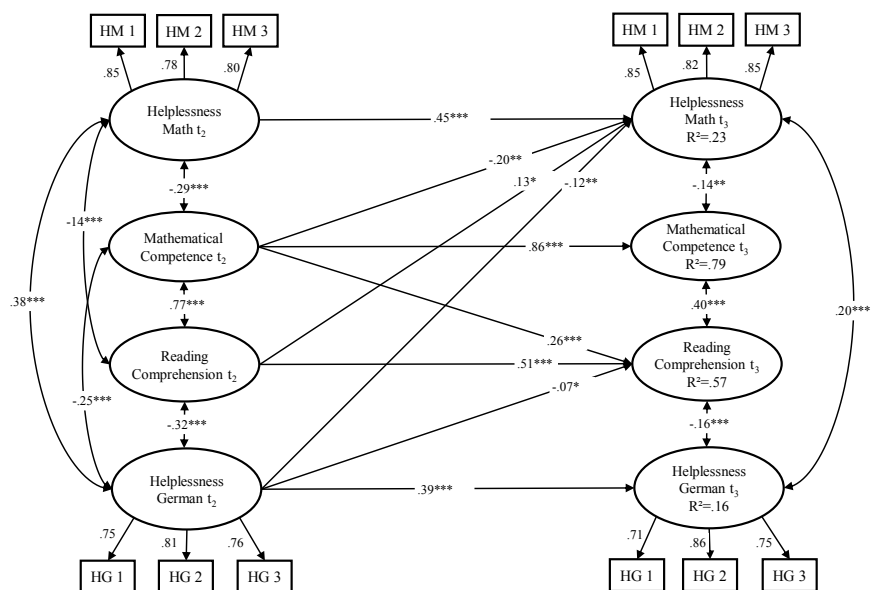 HM 1 HM 2 HM 3 HM 1 HM 2 HM 3
.85 .78 .80 .85 .82 .85
Helplessness
Math t2
Helplessness
Math t3
R²=.23
.45***
-.20**
-.29*** .13* -.12** -.14**
-14***
Mathematical
Competence t2
Mathematical
Competence t3
R²=.79
.86***
.38*** .77*** .40*** .20***
.26***
Reading
Comprehension t2
Reading
Comprehension t3
R²=.57
.51***
-.07*
-.25***
-.32*** -.16***
Helplessness
German t2
Helplessness
German t3
R²=.16
.39***
.75 .81 .76 .71 .86 .75
HG 1 HG 2 HG 3 HG 1 HG 2 HG 3